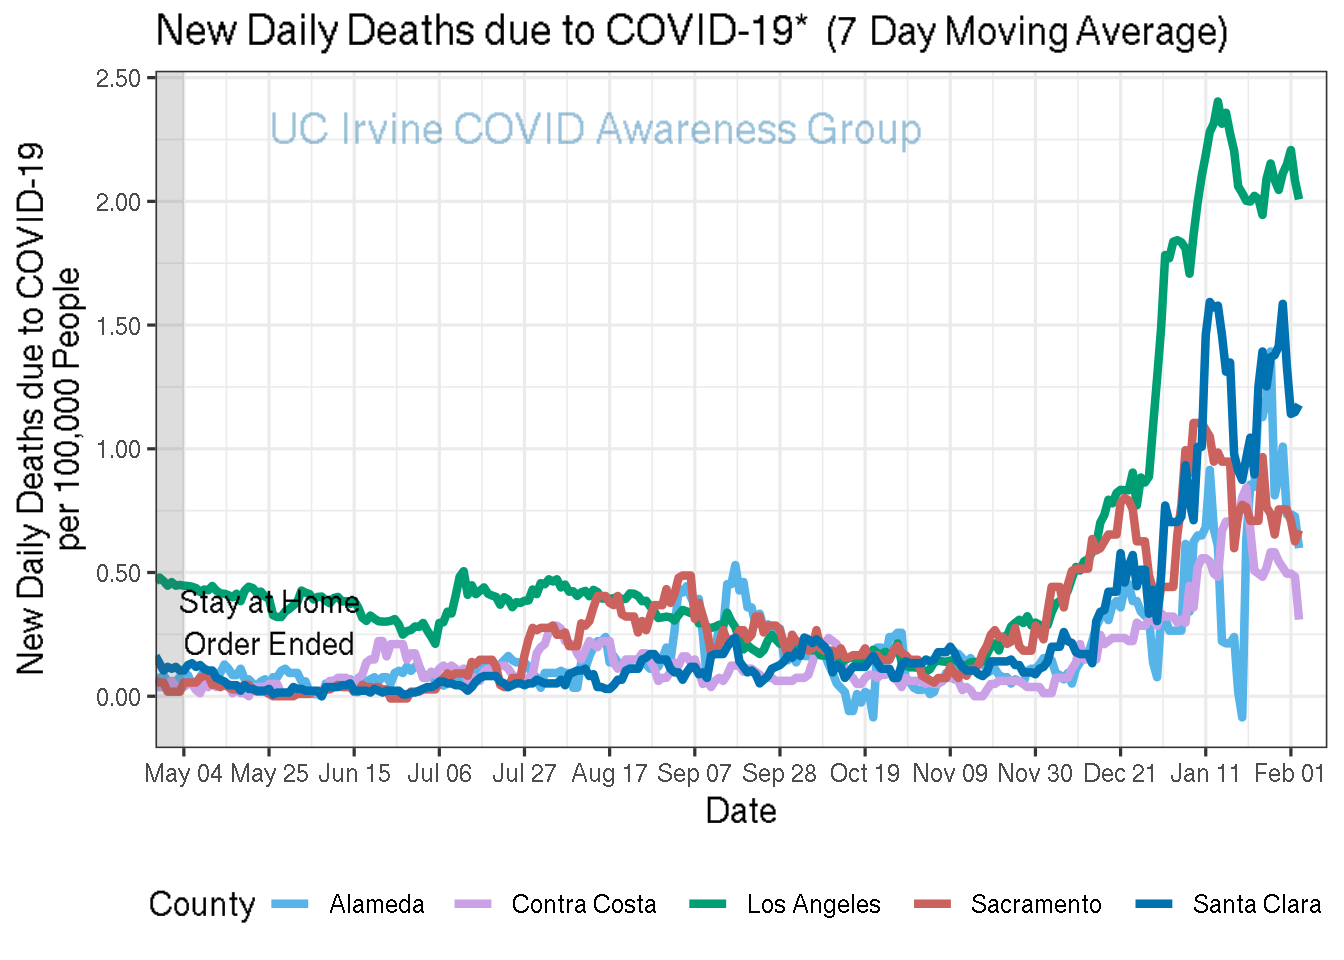 New Daily Deaths due to COVID-19* (7 Day Moving Average)
New Daily Deaths due to COVID-19
per 100,000 People
2.50
2.00
1.50
1.00
0.50
0.00
UC Irvine COVID Awareness Group
Stay at Home
Order Ended
May 04 May 25 Jun 15 Jul 06 Jul 27 Aug 17 Sep 07 Sep 28 Oct 19 Nov 09 Nov 30 Dec 21 Jan 11 Feb 01
Date
County Alameda Contra Costa Los Angeles Sacramento Santa Clara